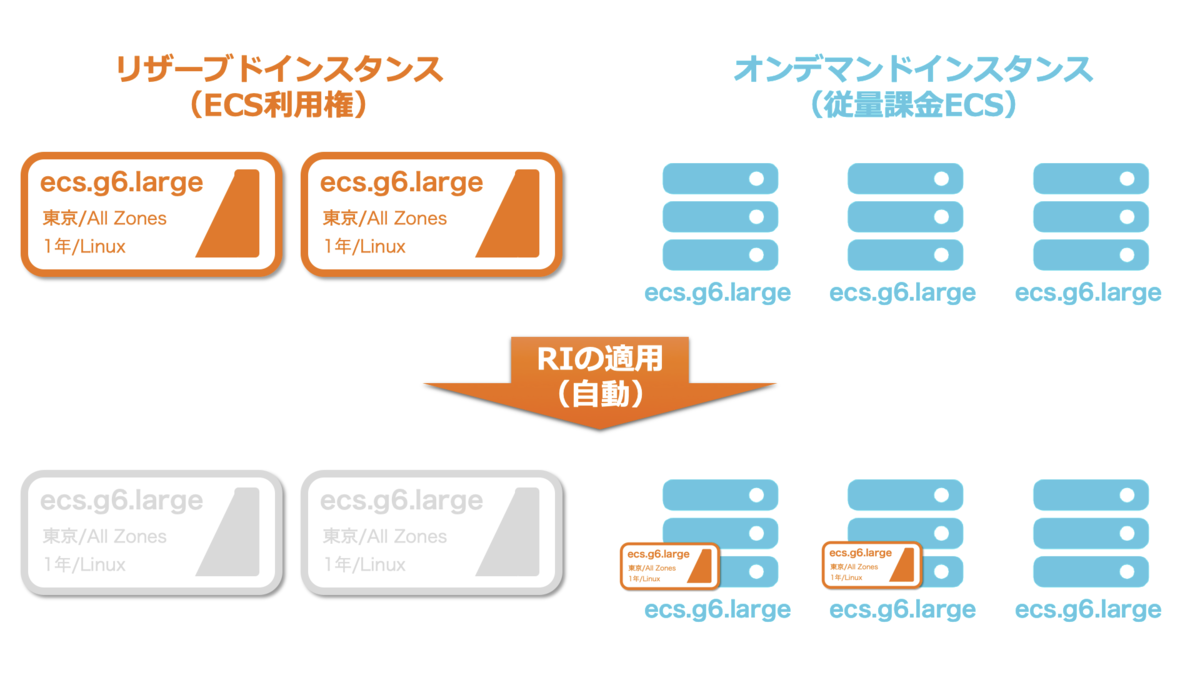 リザーブドインスタンス
(ECS利用権)
オンデマンドインスタンス
(従量課金ECS)
ecs.g6.large
東京/All Zones
1年/Linux
ecs.g6.large
東京/All Zones
1年/Linux
ecs.g6.large
ecs.g6.large
ecs.g6.large
RIの適用
(自動)
ecs.g6.large
東京/All Zones
1年/Linux
ecs.g6.large
東京/All Zones
1年/Linux
ecs.g6.large
東京/All Zones
1年/Linux
ecs.g6.large
ecs.g6.large
東京/All Zones
1年/Linux
ecs.g6.large
ecs.g6.large